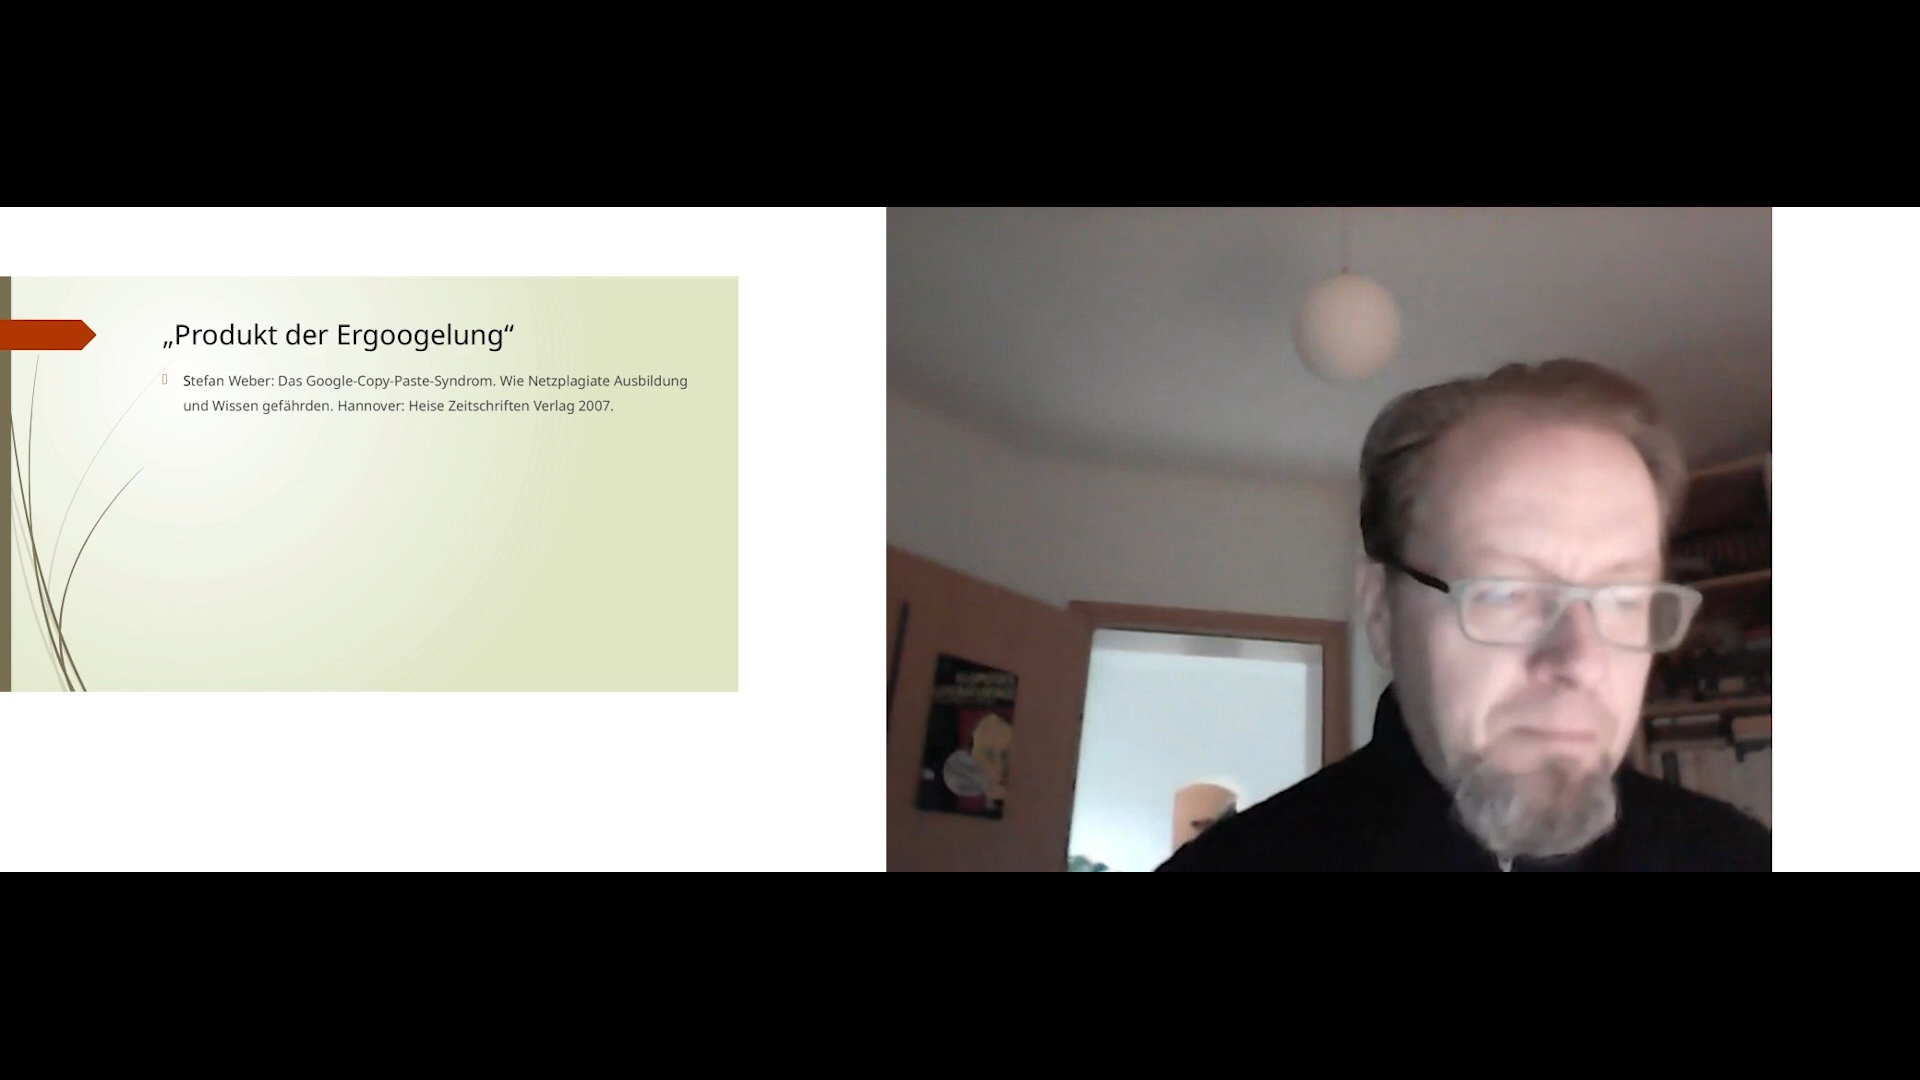 „Produkt der Ergoogelung“
Stefan Weber: Das Google-Copy-Paste-Syndrom. Wie Netzplagiate Ausbildung
und Wissen gefährden. Hannover: Heise Zeitschriften Verlag 2007.